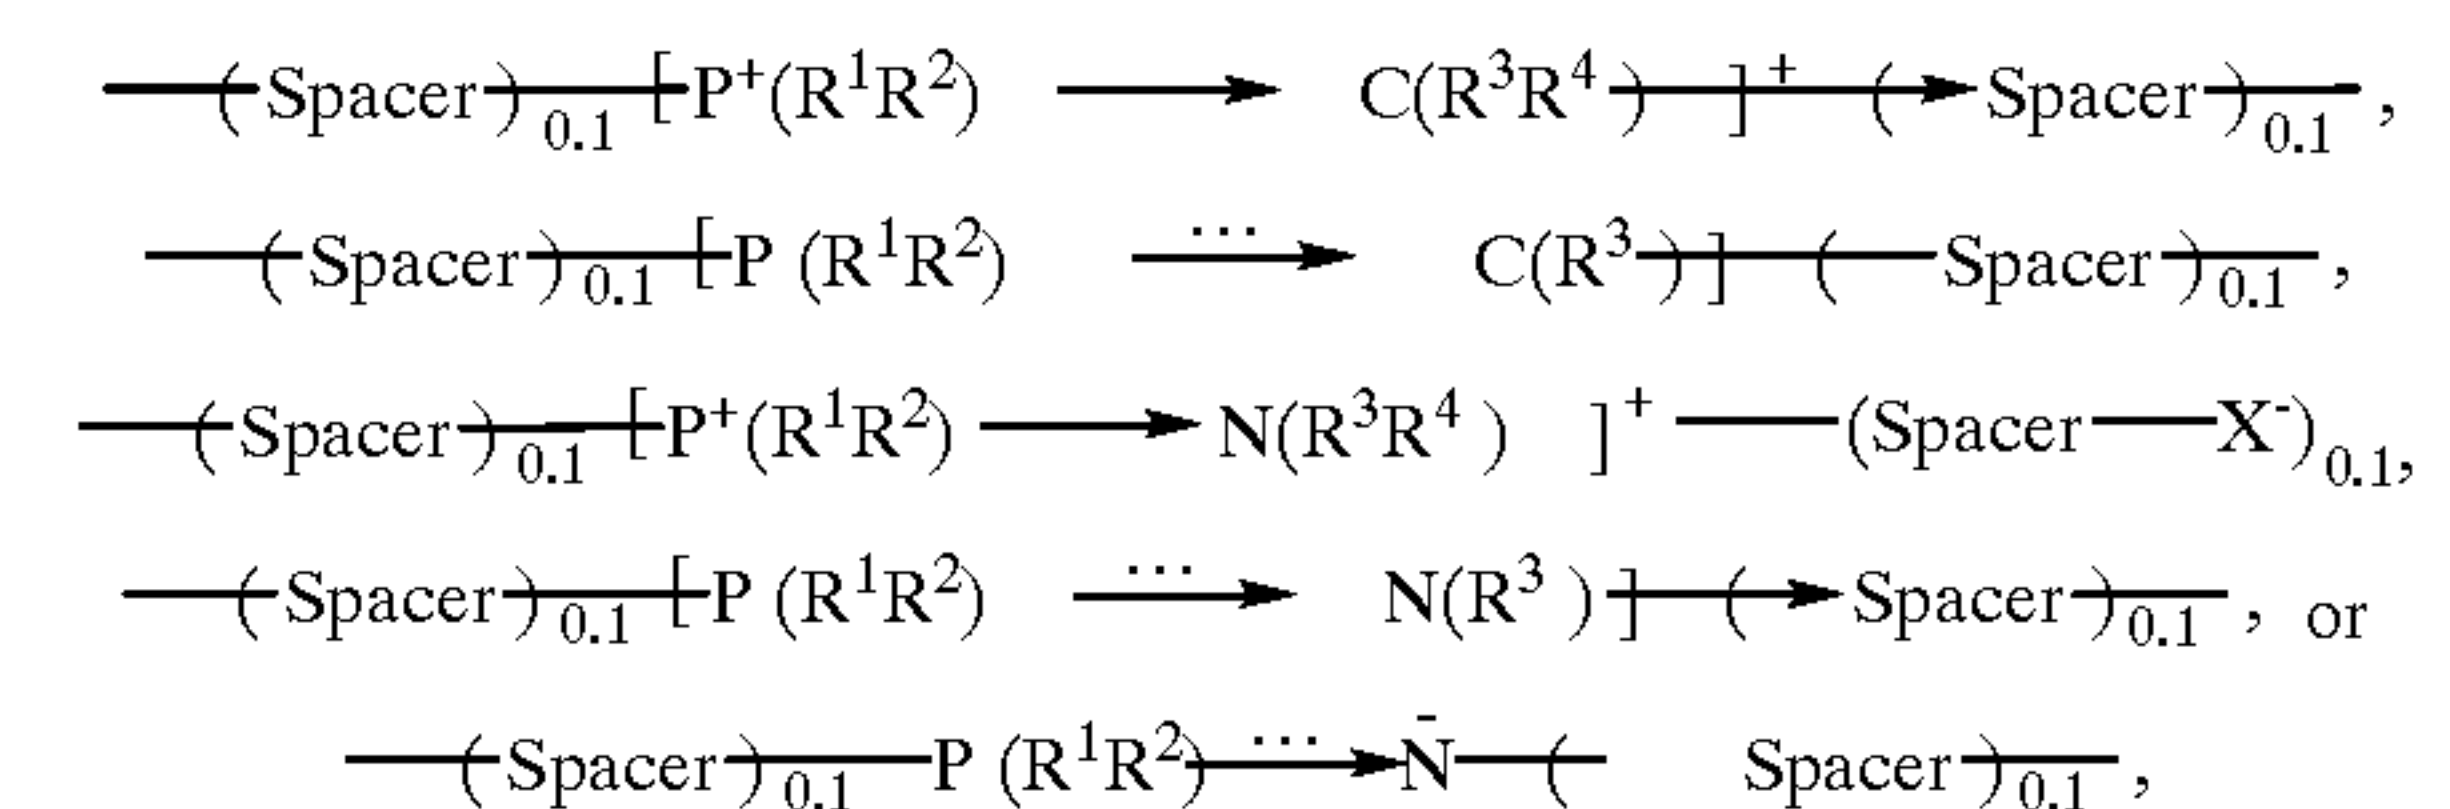 —(Spacer)0.1—[P⁺(R¹R²) ⟶ C(R³R⁴)—]⁺—(→Spacer)0.1—,
—(Spacer)0.1—[P (R¹R²) ⋯⟶ C(R³)]—(—Spacer)0.1—,
—(Spacer)0.1—[P⁺(R¹R²) ⟶ N(R³R⁴ ) ]⁺ —(Spacer—X⁻)0.1,
—(Spacer)0.1—[P (R¹R²) ⋯⟶ N(R³ )]—(→Spacer)0.1—, or
—(Spacer)0.1—P (R¹R²) ⋯⟶ N̄—(— Spacer)0.1—,